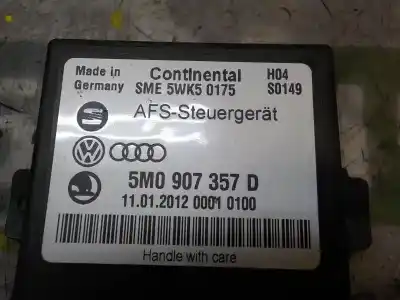 Made in Germany
Continental
SME 5WK5 0175
H04
S0149
AFS-Steuergerät
5M0 907 357 D
11.01.2012 0001 0100
Handle with care